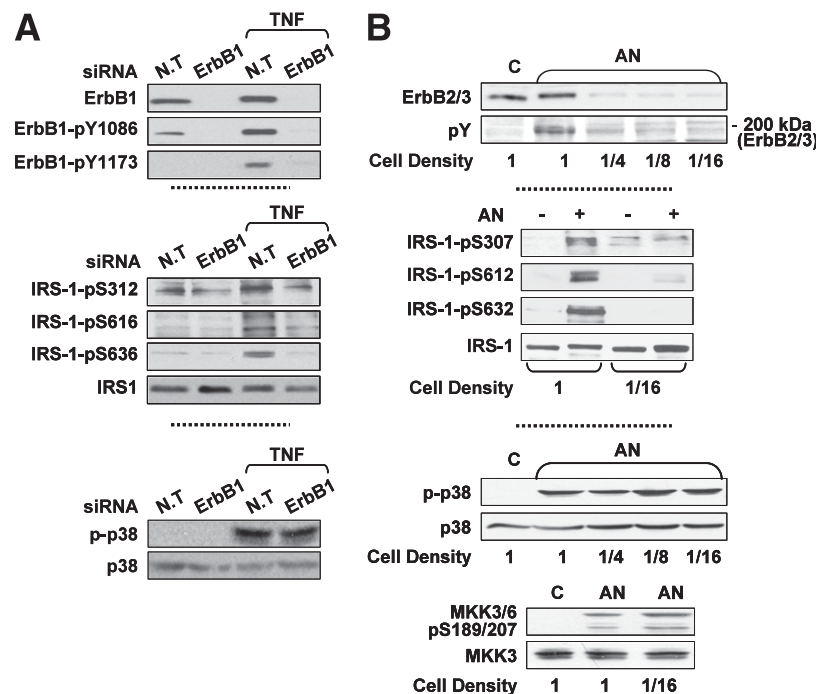 A
TNF
siRNA N.T ErbB1 N.T ErbB1
ErbB1
ErbB1-pY1086
ErbB1-pY1173
TNF
siRNA N.T ErbB1 N.T ErbB1
IRS-1-pS312
IRS-1-pS616
IRS-1-pS636
IRS1
TNF
siRNA N.T ErbB1 N.T ErbB1
p-p38
p38
B
C AN
ErbB2/3
pY - 200 kDa
(ErbB2/3)
Cell Density 1 1 1/4 1/8 1/16
AN - + - +
IRS-1-pS307
IRS-1-pS612
IRS-1-pS632
IRS-1
Cell Density 1 1/16
C AN
p-p38
p38
Cell Density 1 1 1/4 1/8 1/16
C AN AN
MKK3/6
pS189/207
MKK3
Cell Density 1 1 1/16